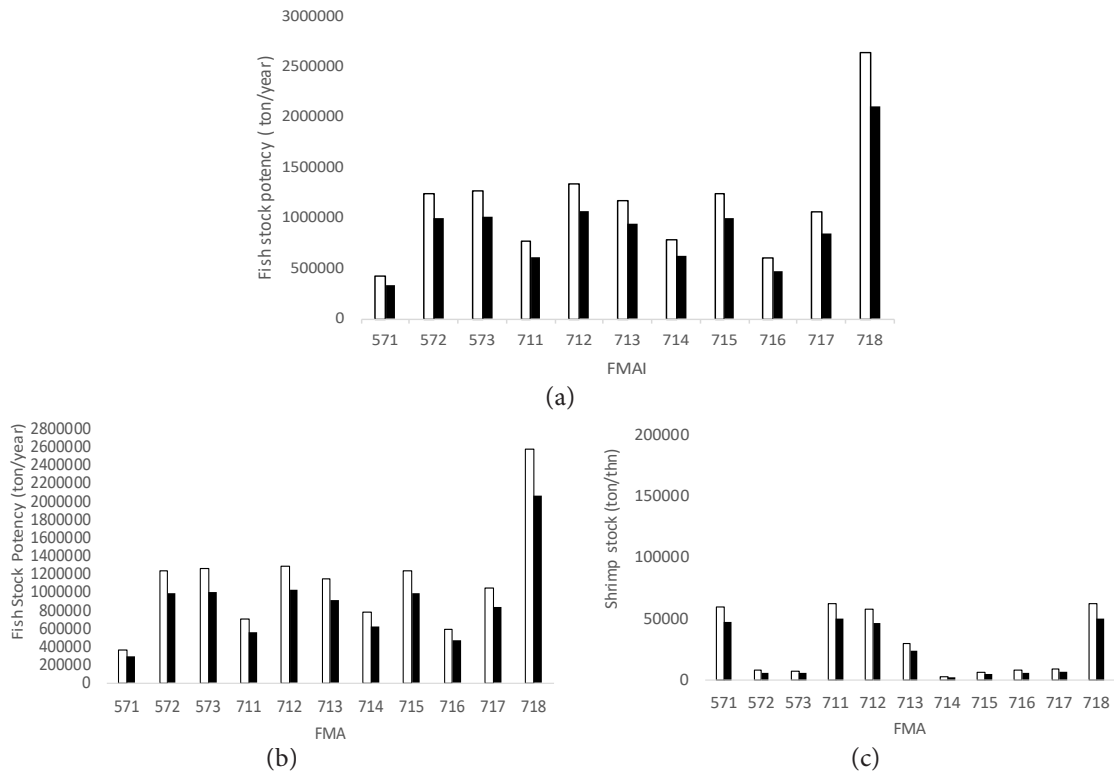 Fish stock potency ( ton/year)
3000000
2500000
2000000
1500000
1000000
500000
0
571 572 573 711 712 713 714 715 716 717 718
FMAI
(a)
Fish Stock Potency (ton/year)
2800000
2600000
2400000
2200000
2000000
1800000
1600000
1400000
1200000
1000000
800000
600000
400000
200000
0
571 572 573 711 712 713 714 715 716 717 718
FMA
(b)
Shrimp stock (ton/thn)
200000
150000
100000
50000
0
571 572 573 711 712 713 714 715 716 717 718
FMA
(c)